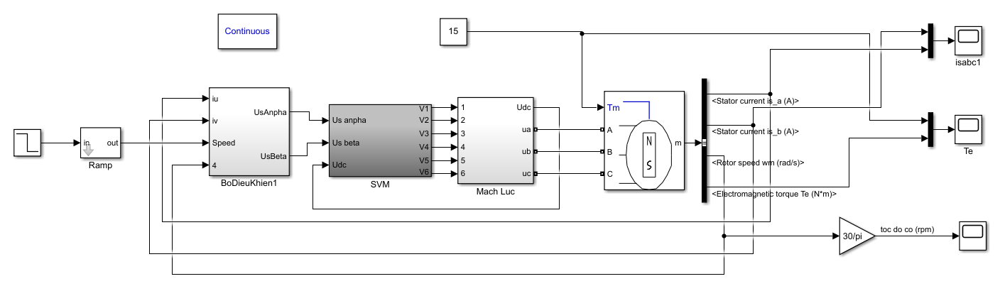 Continuous
15
isabc1
iu
iv
Speed
4
UsAnpha
UsBeta
BoDieuKhien1
in
out
Ramp
Us anpha
Us beta
Udc
V1
V2
V3
V4
V5
V6
SVM
1
2
3
4
5
6
Udc
ua
ub
uc
Mach Luc
Tm
A
B
C
N
S
m
<Stator current is_a (A)>
<Stator current is_b (A)>
<Rotor speed wm (rad/s)>
<Electromagnetic torque Te (N*m)>
Te
30/pi
toc do co (rpm)